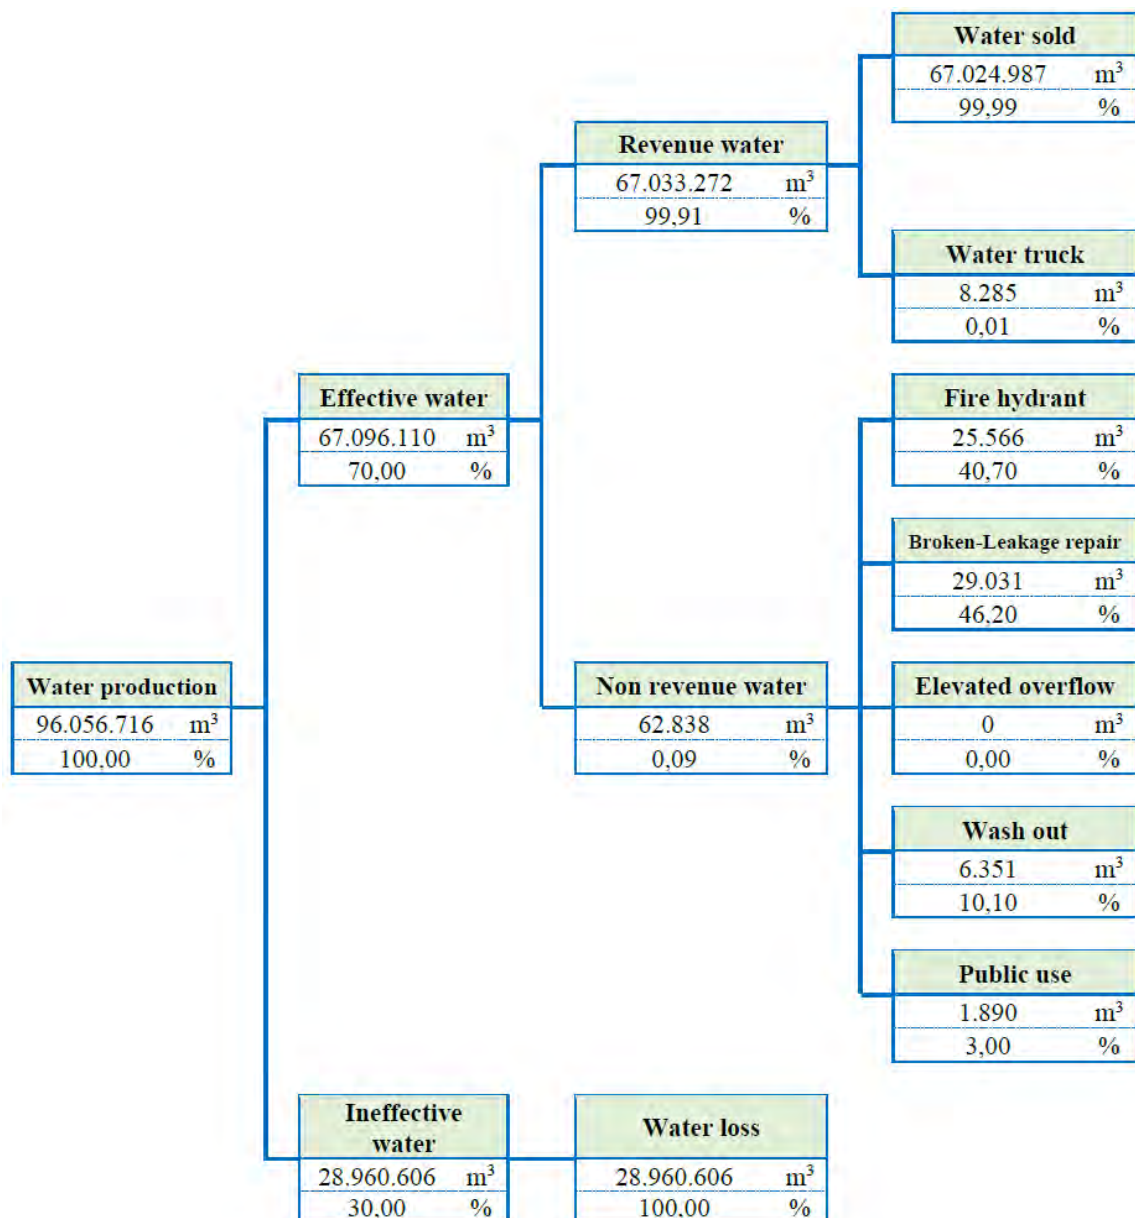 Water sold
67.024.987 m³
99,99 %
Revenue water
67.033.272 m³
99,91 %
Water truck
8.285 m³
0,01 %
Effective water
67.096.110 m³
70,00 %
Fire hydrant
25.566 m³
40,70 %
Broken-Leakage repair
29.031 m³
46,20 %
Water production
96.056.716 m³
100,00 %
Non revenue water
62.838 m³
0,09 %
Elevated overflow
0 m³
0,00 %
Wash out
6.351 m³
10,10 %
Public use
1.890 m³
3,00 %
Ineffective
water
28.960.606 m³
30,00 %
Water loss
28.960.606 m³
100,00 %